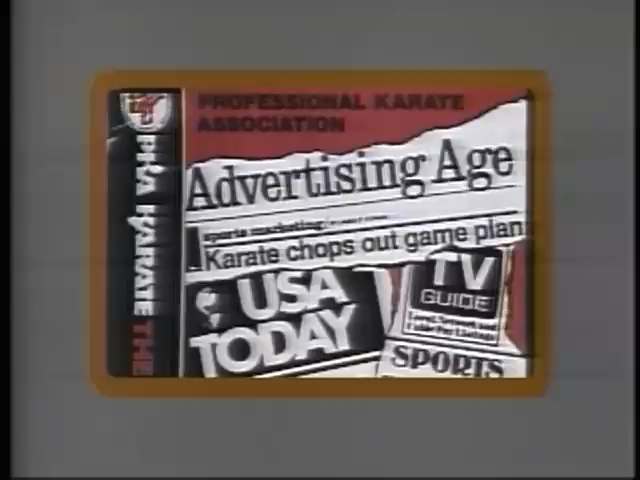 PROFESSIONAL KARATE
ASSOCIATION
PKA KARATE THE
Advertising Age
sports marketing
Karate chops out game plan
USA
TODAY
TV
GUIDE
SPORTS